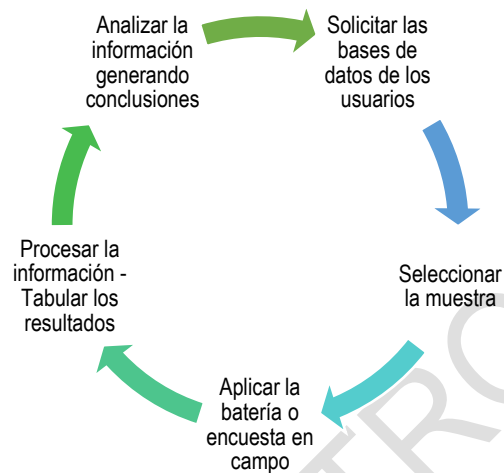 Analizar la
información
generando
conclusiones
Solicitar las
bases de
datos de los
usuarios
Seleccionar
la muestra
Aplicar la
batería o
encuesta en
campo
Procesar la
información -
Tabular los
resultados
TRO